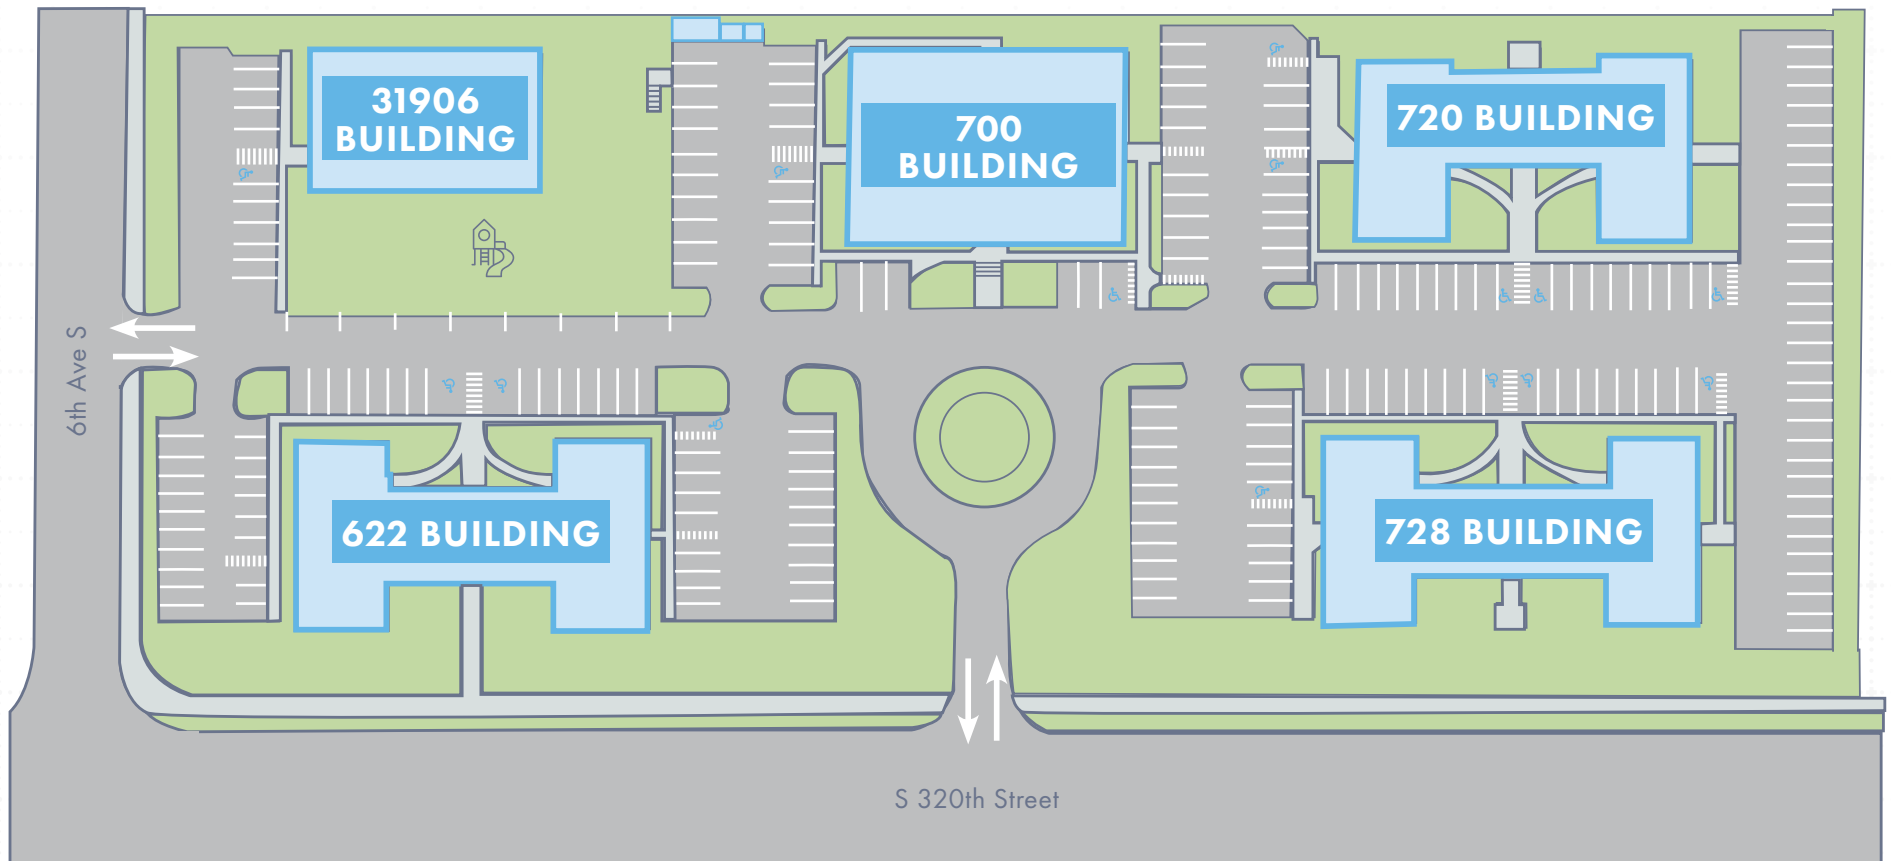 31906
BUILDING
700
BUILDING
720 BUILDING
6th Ave S
622 BUILDING
728 BUILDING
S 320th Street